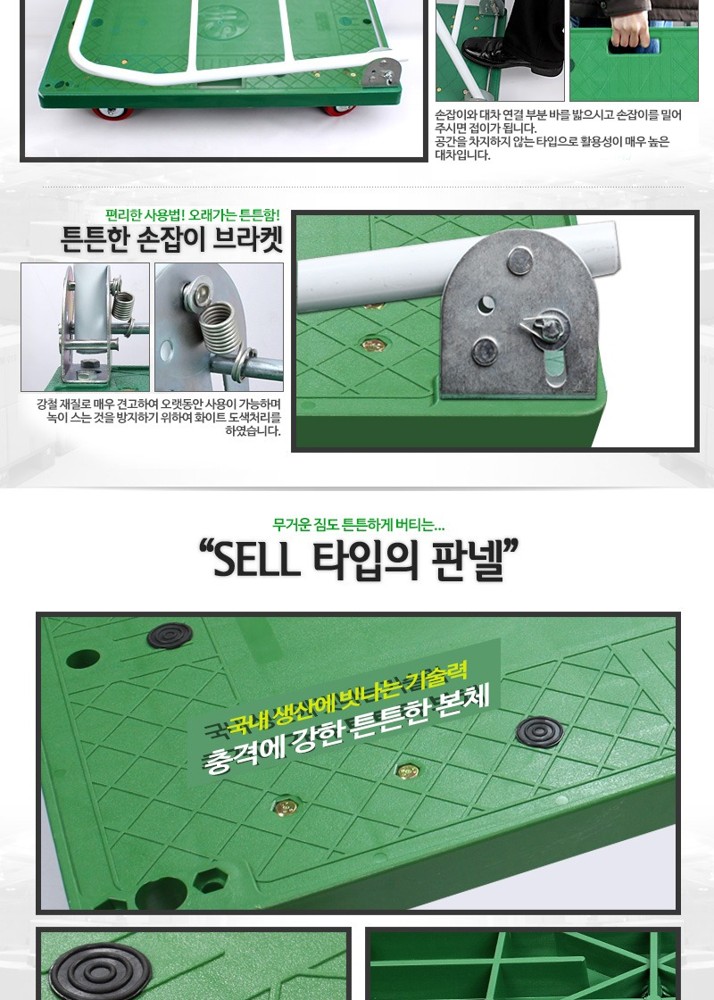 손잡이와 대차 연결 부분 바를 밟으시고 손잡이를 밀어
주시면 접이가 됩니다.
공간을 차지하지 않는 타입으로 활용성이 매우 높은
대차입니다.
편리한 사용법! 오래가는 튼튼함!
튼튼한 손잡이 브라켓
강철 재질로 매우 견고하여 오랫동안 사용이 가능하며
녹이 스는 것을 방지하기 위하여 화이트 도색처리를
하였습니다.
무거운 짐도 튼튼하게 버티는...
“SELL 타입의 판넬”
국내 생산에 빛나는 기술력
충격에 강한 튼튼한 본체